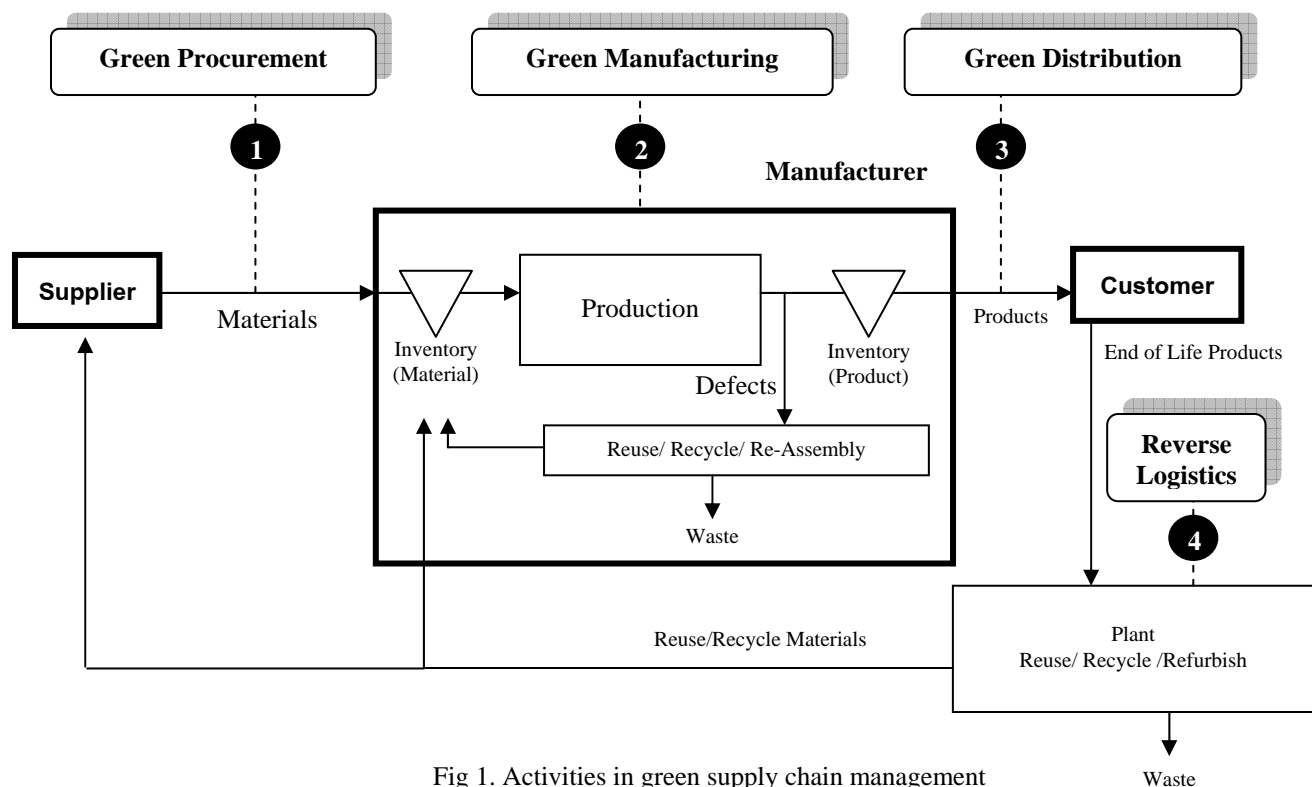 Green Procurement
Green Manufacturing
Green Distribution
1
2
3
Manufacturer
Supplier
Materials
Inventory
(Material)
Production
Inventory
(Product)
Products
Customer
End of Life Products
Defects
Reuse/ Recycle/ Re-Assembly
Waste
Reverse
Logistics
4
Reuse/Recycle Materials
Plant
Reuse/ Recycle /Refurbish
Waste
Fig 1. Activities in green supply chain management